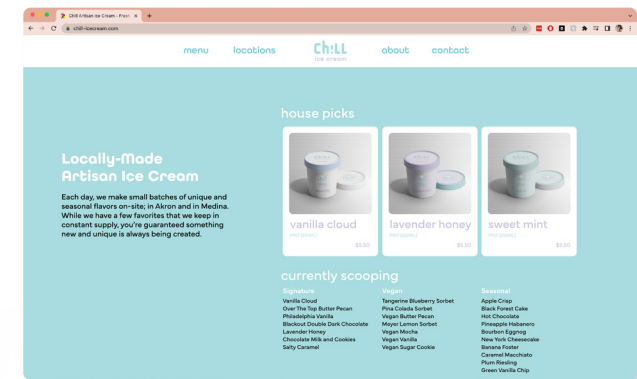 Chill Artisan Ice Cream - Fresh
chill-icecream.com
menu
locations
Ch:LL
ice cream
about
contact
house picks
Locally-Made
Artisan Ice Cream
Each day, we make small batches of unique and
seasonal flavors on-site; in Akron and in Medina.
While we have a few favorites that we keep in
constant supply, you're guaranteed something
new and unique is always being created.
vanilla cloud
$5.50
lavender honey
$5.50
sweet mint
$5.50
currently scooping
Signature
Vanilla Cloud
Over The Top Butter Pecan
Philadelphia Vanilla
Blackout Double Dark Chocolate
Lavender Honey
Chocolate Milk and Cookies
Salty Caramel
Vegan
Tangerine Blueberry Sorbet
Pina Colada Sorbet
Vegan Butter Pecan
Meyer Lemon Sorbet
Vegan Mocha
Vegan Vanilla
Vegan Sugar Cookie
Seasonal
Apple Crisp
Black Forest Cake
Hot Chocolate
Pineapple Habanero
Bourbon Eggnog
New York Cheesecake
Banana Foster
Caramel Macchiato
Plum Riesling
Green Vanilla Chip